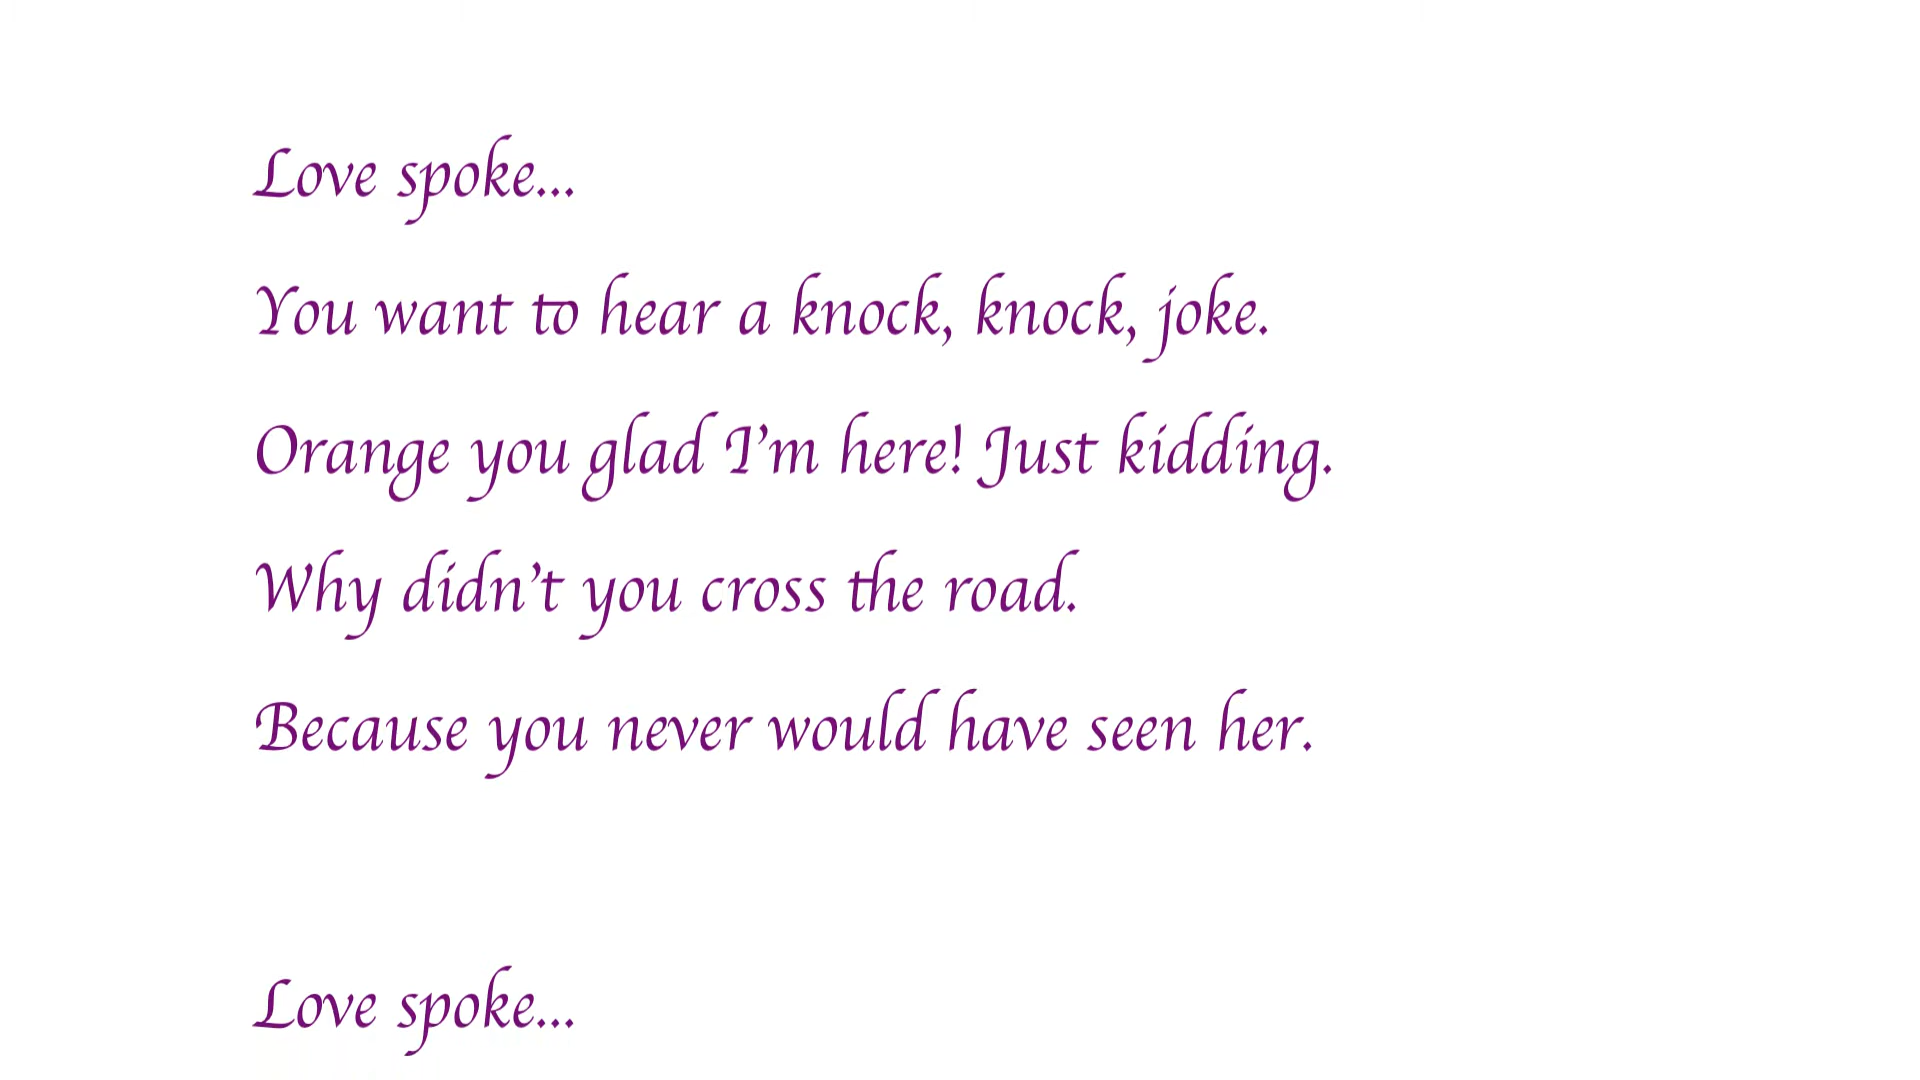 Love spoke...
You want to hear a knock, knock, joke.
Orange you glad I’m here! Just kidding.
Why didn’t you cross the road.
Because you never would have seen her.
Love spoke...